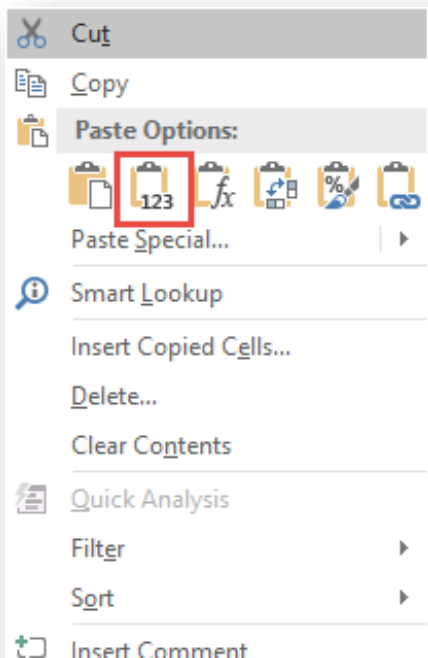 Cut
Copy
Paste Options:
123 fx %
Paste Special...
Smart Lookup
Insert Copied Cells...
Delete...
Clear Contents
Quick Analysis
Filter
Sort
Insert Comment